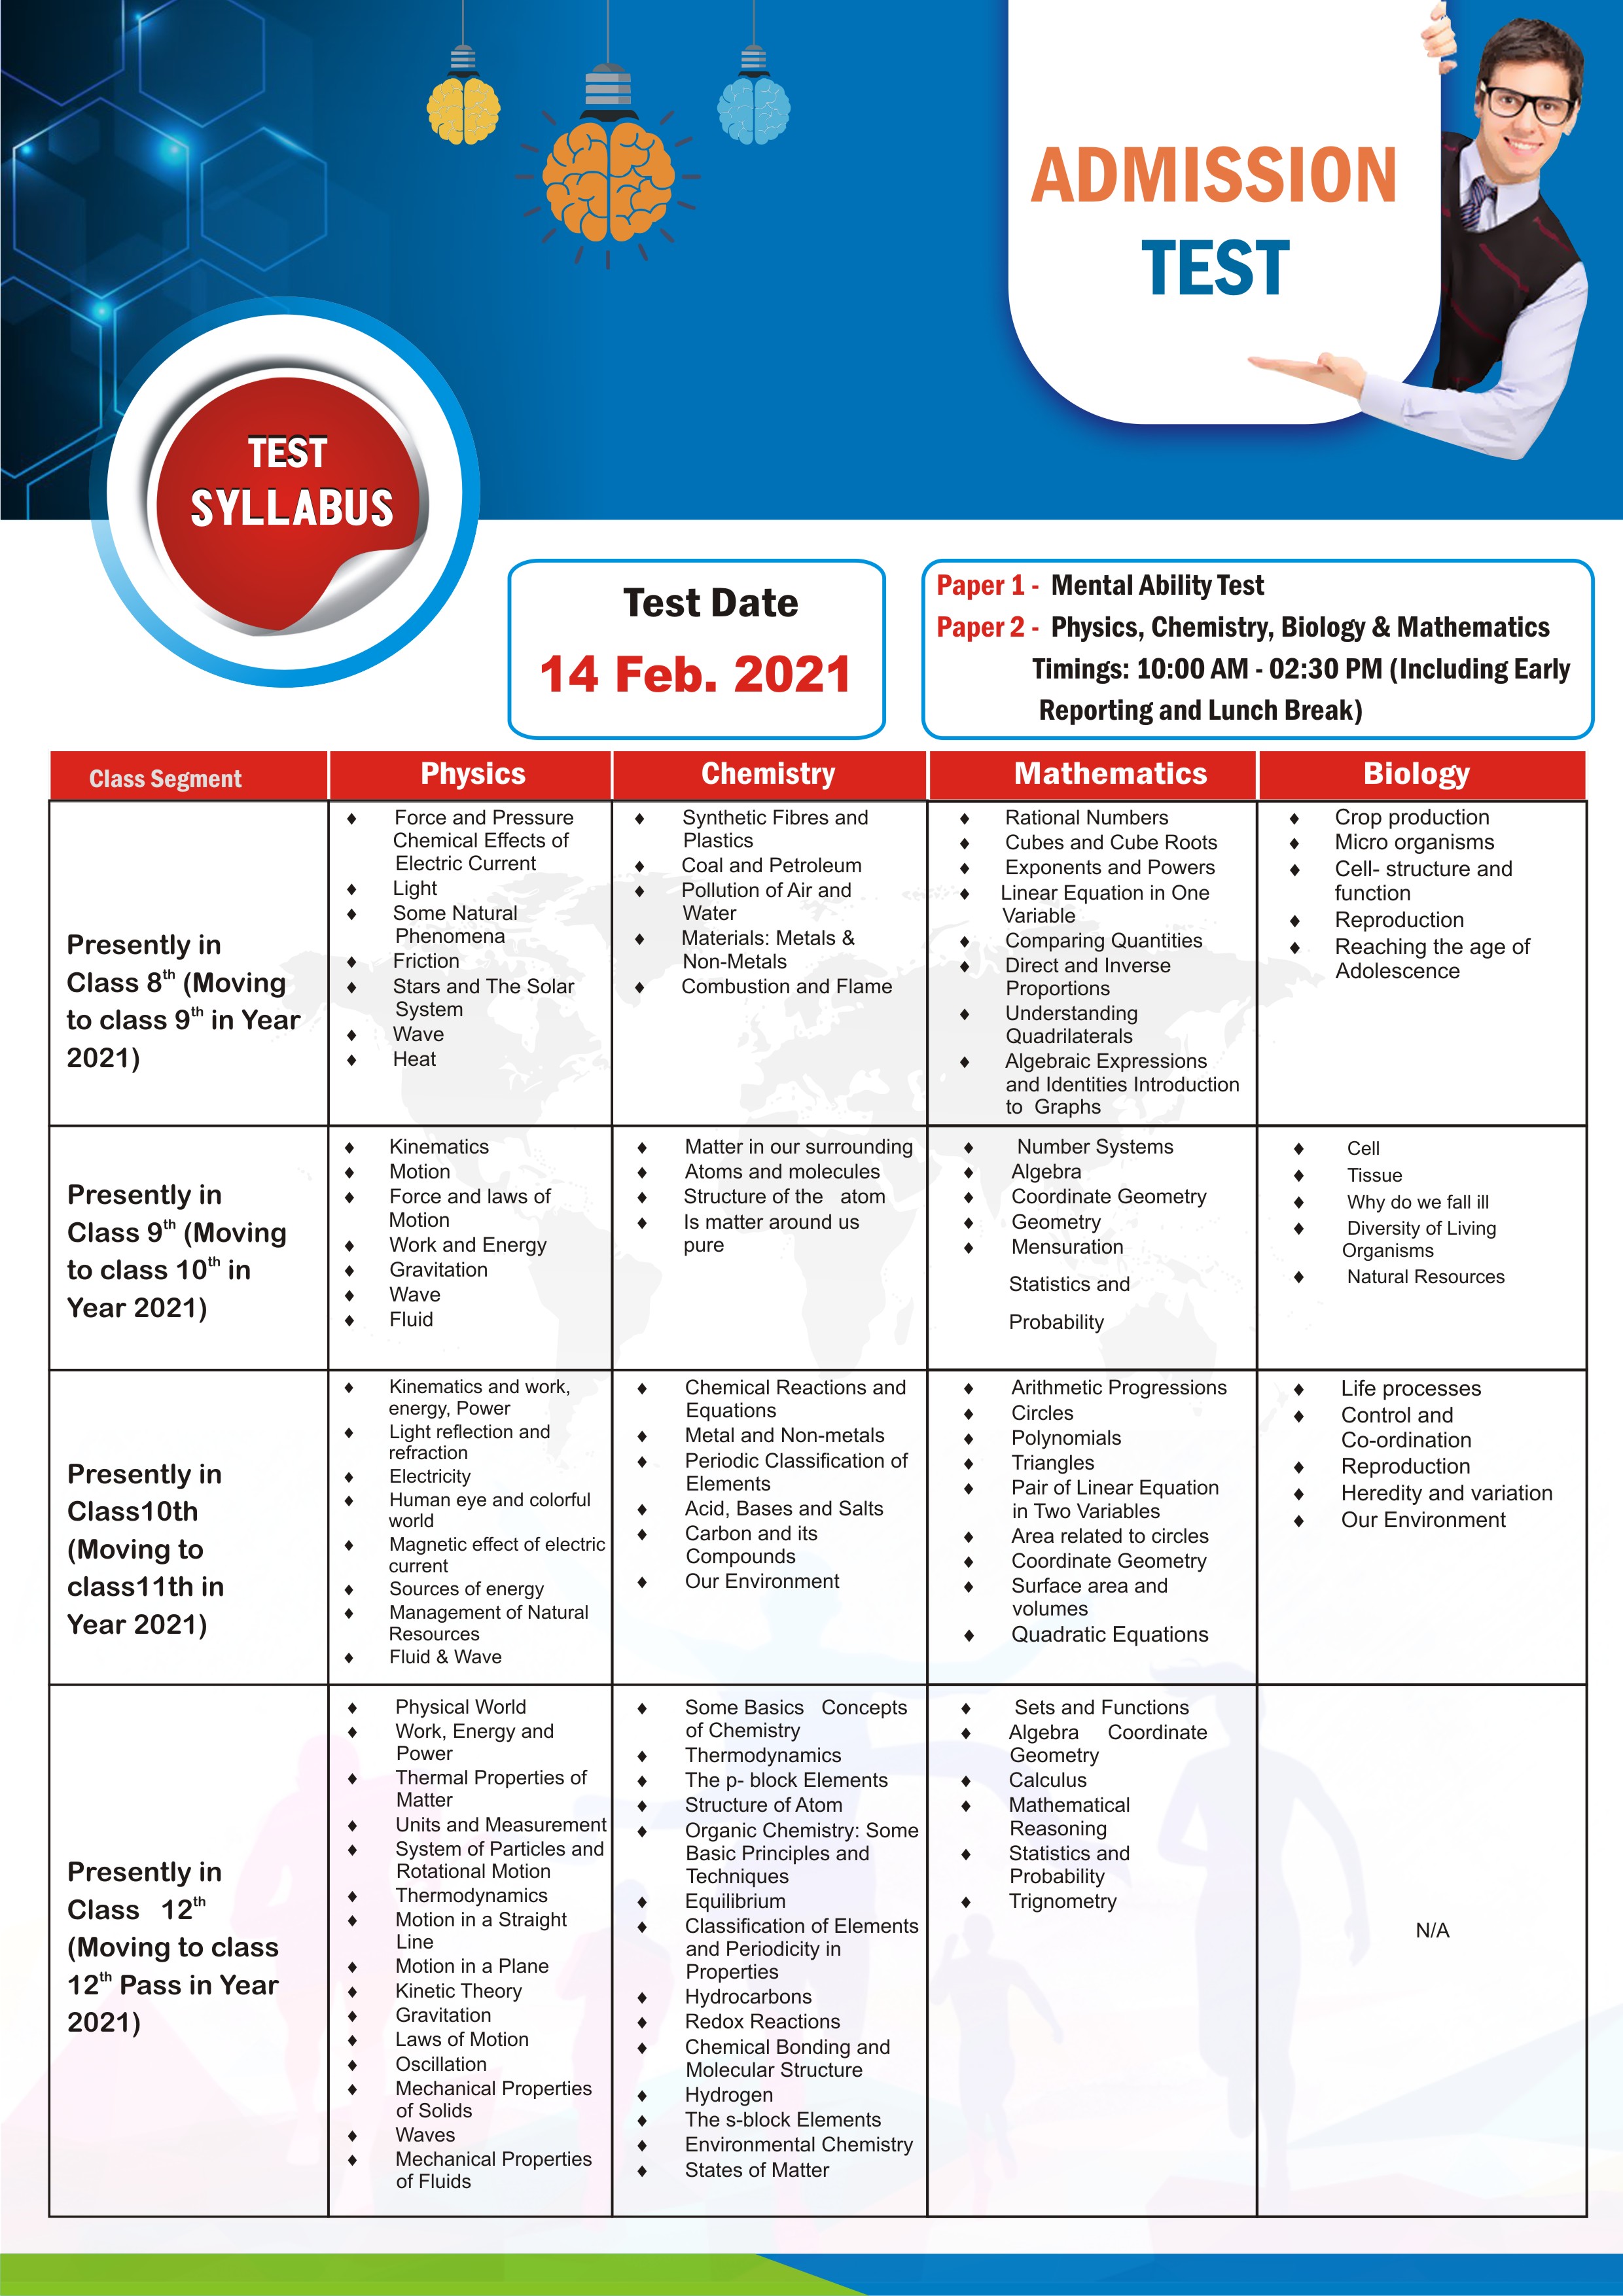 ADMISSION
TEST
TEST
SYLLABUS
Test Date
14 Feb. 2021
Paper 1 - Mental Ability Test
Paper 2 - Physics, Chemistry, Biology & Mathematics
Timings: 10:00 AM - 02:30 PM (Including Early
Reporting and Lunch Break)
Class Segment
Physics
Chemistry
Mathematics
Biology
Presently in
Class 8th (Moving
to class 9th in Year
2021)
♦ Force and Pressure
Chemical Effects of
Electric Current
♦ Light
♦ Some Natural
Phenomena
♦ Friction
♦ Stars and The Solar
System
♦ Wave
♦ Heat
♦ Synthetic Fibres and
Plastics
♦ Coal and Petroleum
♦ Pollution of Air and
Water
♦ Materials: Metals &
Non-Metals
♦ Combustion and Flame
♦ Rational Numbers
♦ Cubes and Cube Roots
♦ Exponents and Powers
♦ Linear Equation in One
Variable
♦ Comparing Quantities
♦ Direct and Inverse
Proportions
♦ Understanding
Quadrilaterals
♦ Algebraic Expressions
and Identities Introduction
to Graphs
♦ Crop production
♦ Micro organisms
♦ Cell- structure and
function
♦ Reproduction
♦ Reaching the age of
Adolescence
Presently in
Class 9th (Moving
to class 10th in
Year 2021)
♦ Kinematics
♦ Motion
♦ Force and laws of
Motion
♦ Work and Energy
♦ Gravitation
♦ Wave
♦ Fluid
♦ Matter in our surrounding
♦ Atoms and molecules
♦ Structure of the atom
♦ Is matter around us
pure
♦ Number Systems
♦ Algebra
♦ Coordinate Geometry
♦ Geometry
♦ Mensuration
Statistics and
Probability
♦ Cell
♦ Tissue
♦ Why do we fall ill
♦ Diversity of Living
Organisms
♦ Natural Resources
Presently in
Class10th
(Moving to
class11th in
Year 2021)
♦ Kinematics and work,
energy, Power
♦ Light reflection and
refraction
♦ Electricity
♦ Human eye and colorful
world
♦ Magnetic effect of electric
current
♦ Sources of energy
♦ Management of Natural
Resources
♦ Fluid & Wave
♦ Chemical Reactions and
Equations
♦ Metal and Non-metals
♦ Periodic Classification of
Elements
♦ Acid, Bases and Salts
♦ Carbon and its
Compounds
♦ Our Environment
♦ Arithmetic Progressions
♦ Circles
♦ Polynomials
♦ Triangles
♦ Pair of Linear Equation
in Two Variables
♦ Area related to circles
♦ Coordinate Geometry
♦ Surface area and
volumes
♦ Quadratic Equations
♦ Life processes
♦ Control and
Co-ordination
♦ Reproduction
♦ Heredity and variation
♦ Our Environment
Presently in
Class 12th
(Moving to class
12th Pass in Year
2021)
♦ Physical World
♦ Work, Energy and
Power
♦ Thermal Properties of
Matter
♦ Units and Measurement
♦ System of Particles and
Rotational Motion
♦ Thermodynamics
♦ Motion in a Straight
Line
♦ Motion in a Plane
♦ Kinetic Theory
♦ Gravitation
♦ Laws of Motion
♦ Oscillation
♦ Mechanical Properties
of Solids
♦ Waves
♦ Mechanical Properties
of Fluids
♦ Some Basics Concepts
of Chemistry
♦ Thermodynamics
♦ The p- block Elements
♦ Structure of Atom
♦ Organic Chemistry: Some
Basic Principles and
Techniques
♦ Equilibrium
♦ Classification of Elements
and Periodicity in
Properties
♦ Hydrocarbons
♦ Redox Reactions
♦ Chemical Bonding and
Molecular Structure
♦ Hydrogen
♦ The s-block Elements
♦ Environmental Chemistry
♦ States of Matter
♦ Sets and Functions
♦ Algebra Coordinate
Geometry
♦ Calculus
♦ Mathematical
Reasoning
♦ Statistics and
Probability
♦ Trignometry
N/A